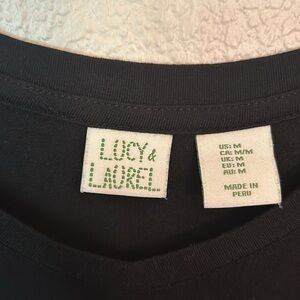 LUCY &
LAUREL
US: M
CA: M/M
UK: M
EU: M
AU: M
MADE IN
PERU